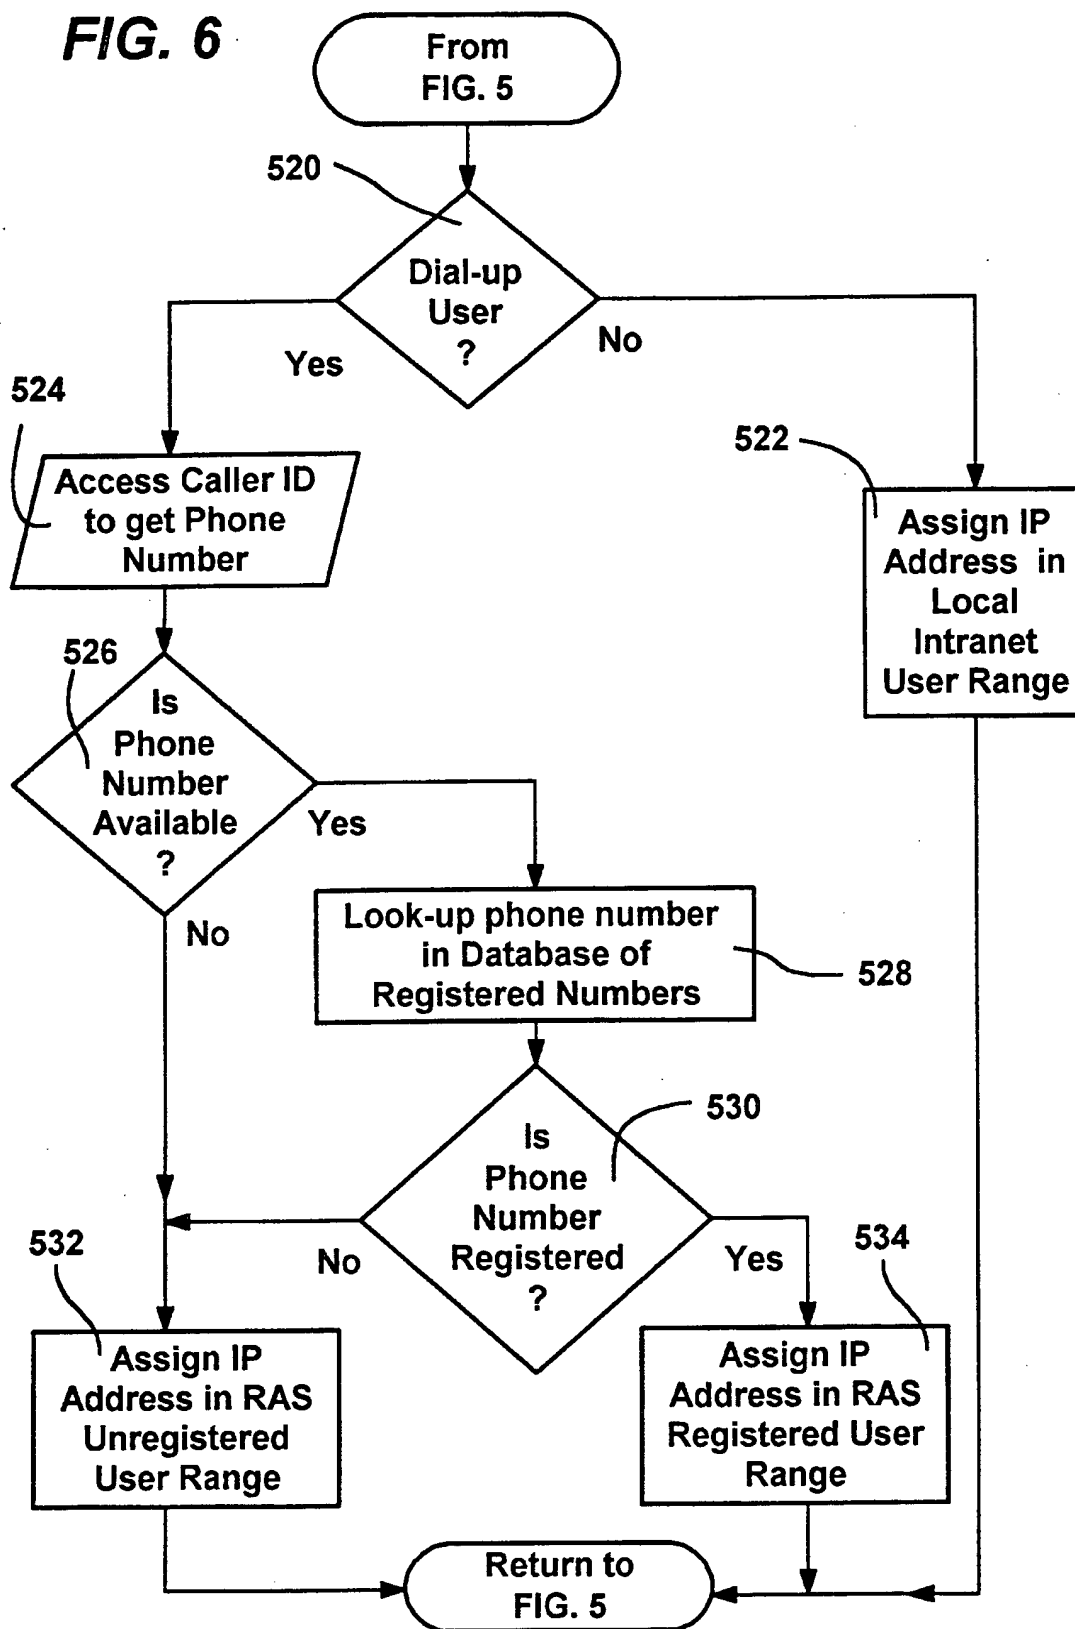 FIG. 6
From
FIG. 5
520
Dial-up
User
?
Yes
No
524
Access Caller ID
to get Phone
Number
522
Assign IP
Address in
Local
Intranet
User Range
526
Is
Phone
Number
Available
?
Yes
No
Look-up phone number
in Database of
Registered Numbers
528
530
Is
Phone
Number
Registered
?
No
Yes
532
Assign IP
Address in RAS
Unregistered
User Range
534
Assign IP
Address in RAS
Registered User
Range
Return to
FIG. 5